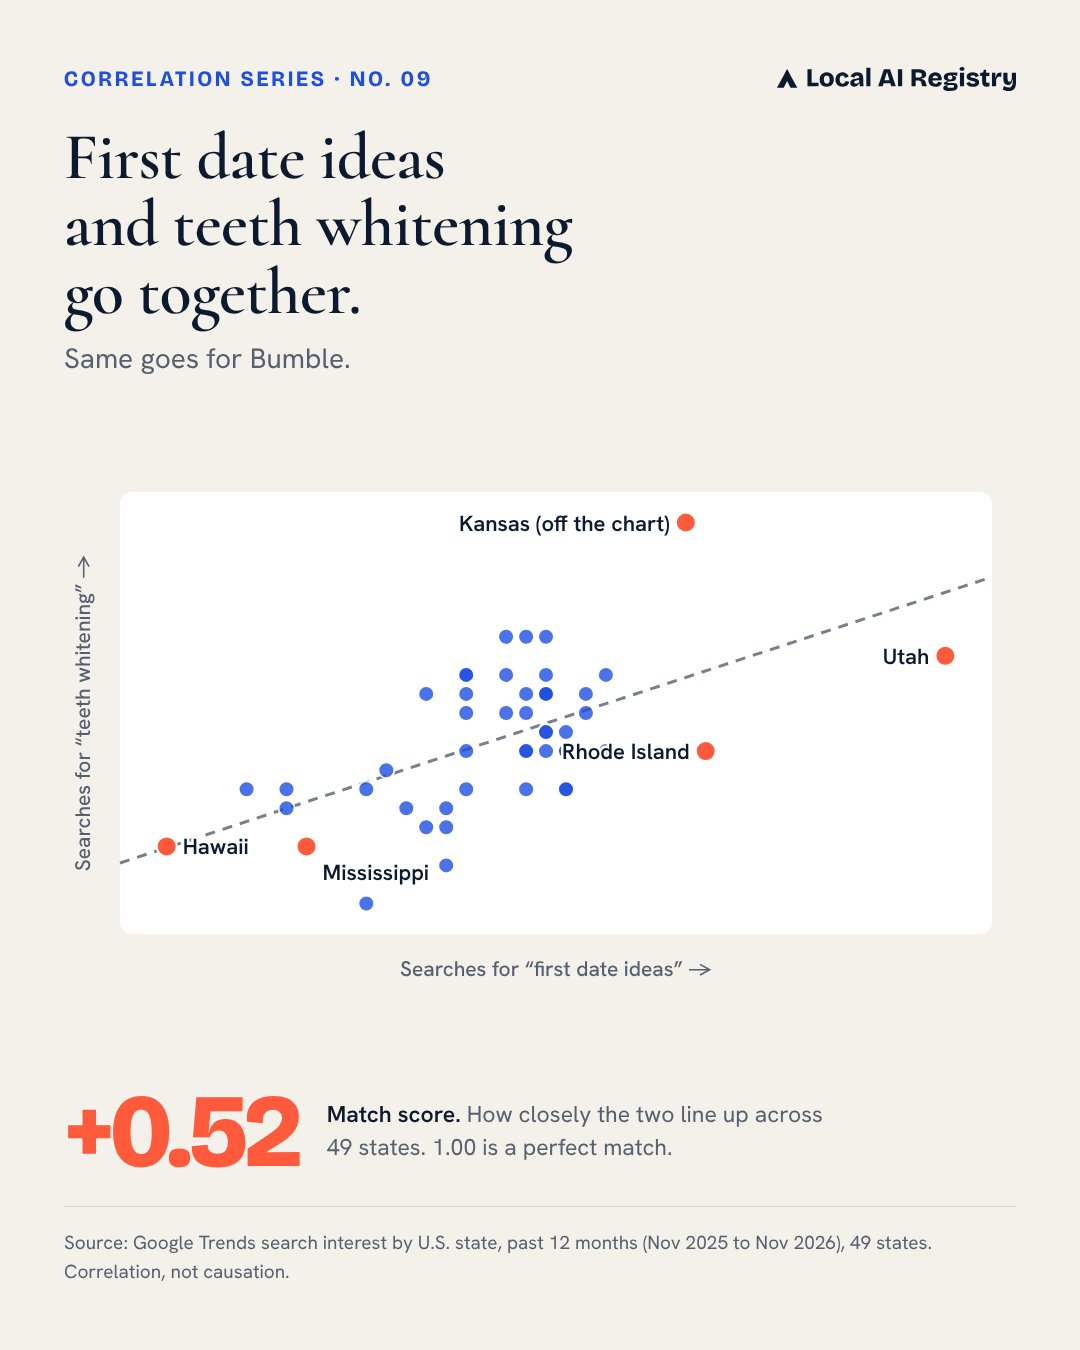 CORRELATION SERIES · NO. 09
Local AI Registry
First date ideas
and teeth whitening
go together.
Same goes for Bumble.
Searches for “teeth whitening” →
Kansas (off the chart)
Utah
Rhode Island
Hawaii
Mississippi
Searches for “first date ideas” →
+0.52
Match score. How closely the two line up across
49 states. 1.00 is a perfect match.
Source: Google Trends search interest by U.S. state, past 12 months (Nov 2025 to Nov 2026), 49 states.
Correlation, not causation.